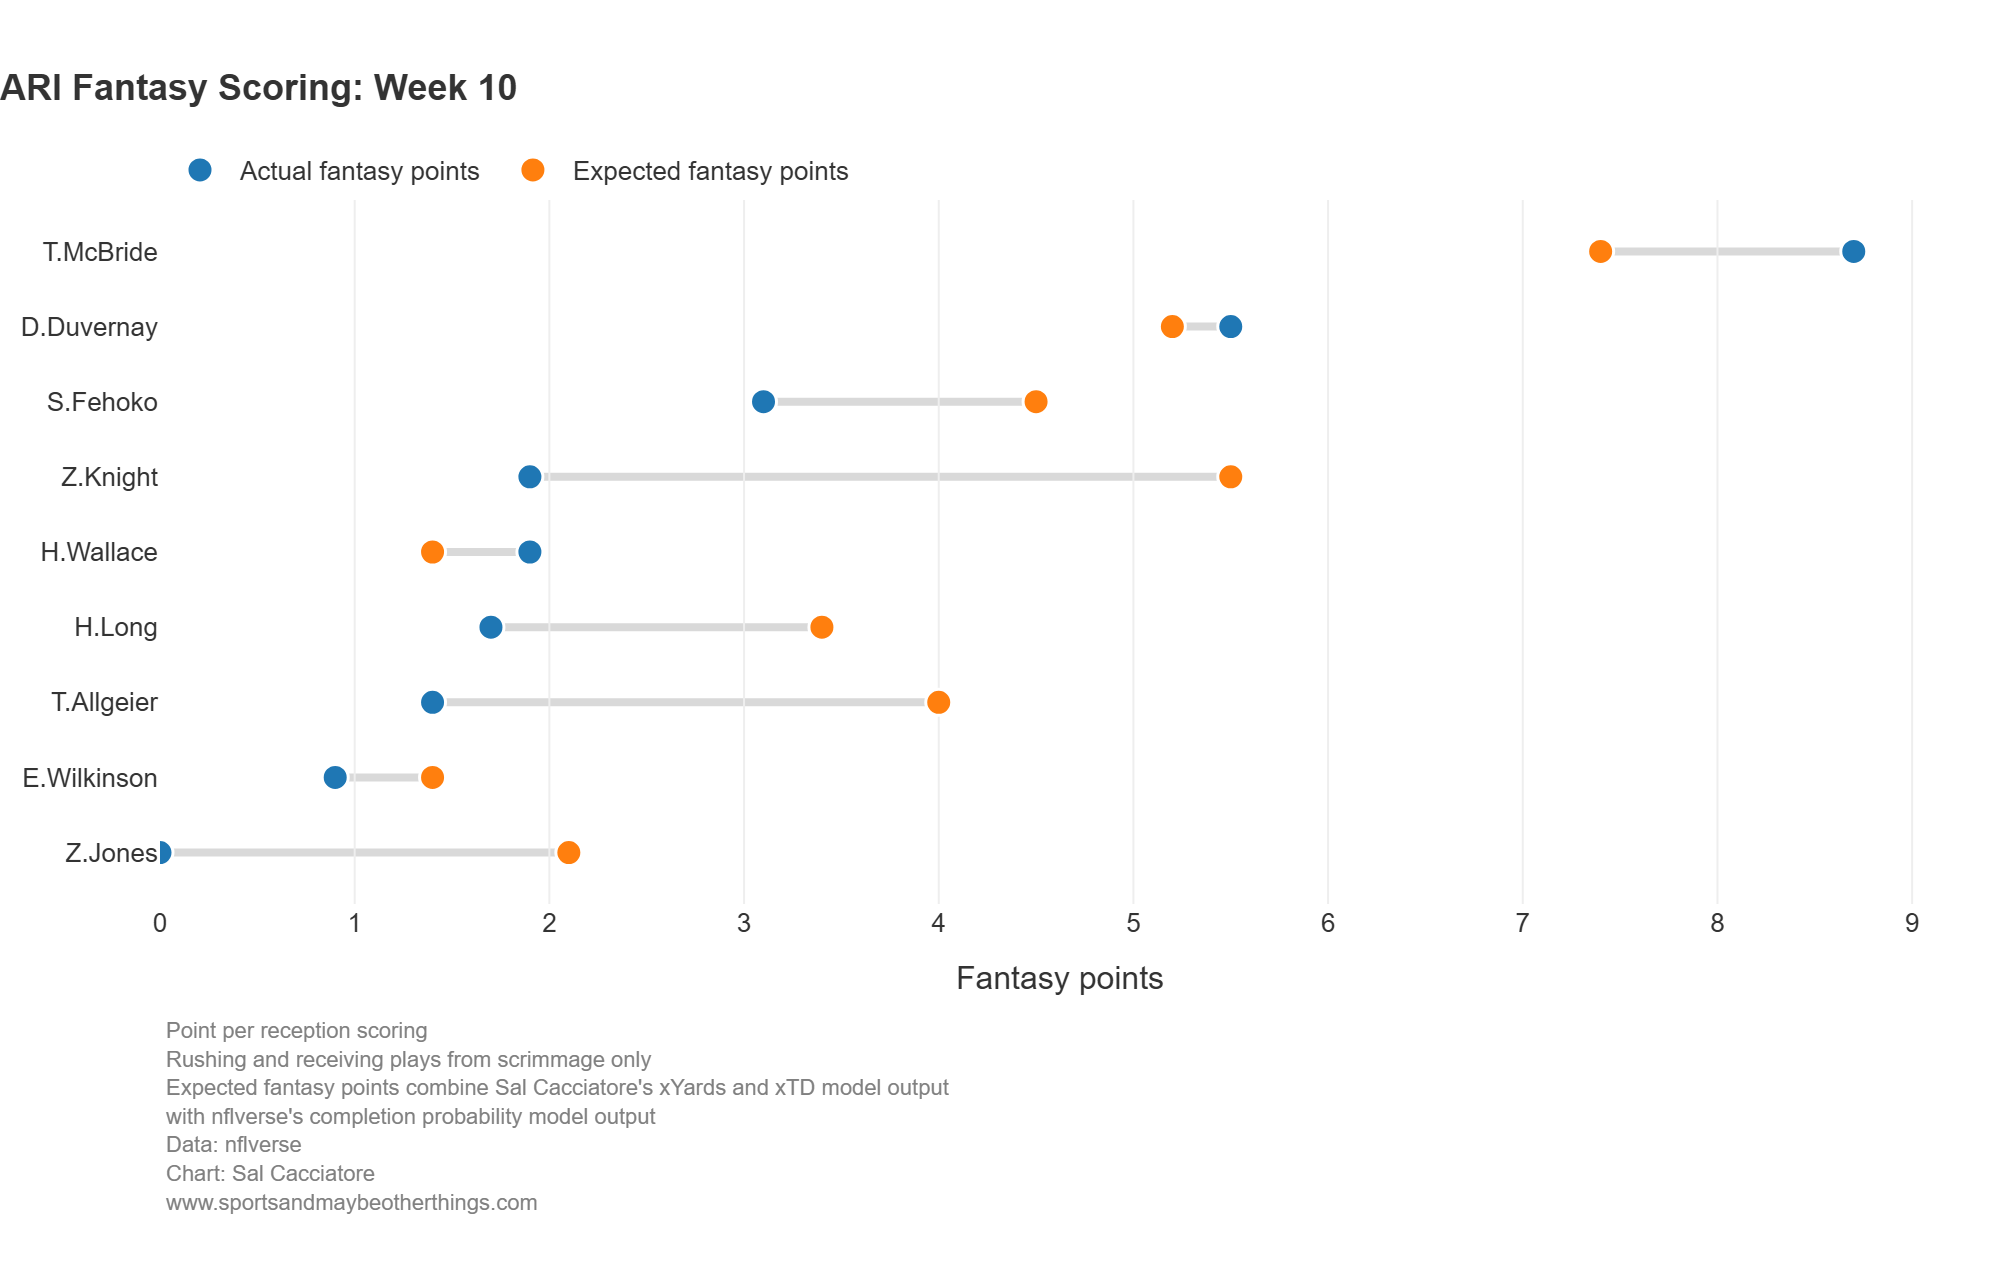 ARI Fantasy Scoring: Week 10
Actual fantasy points
Expected fantasy points
T.McBride
D.Duvernay
S.Fehoko
Z.Knight
H.Wallace
H.Long
T.Allgeier
E.Wilkinson
Z.Jones
0 1 2 3 4 5 6 7 8 9
Fantasy points
Point per reception scoring
Rushing and receiving plays from scrimmage only
Expected fantasy points combine Sal Cacciatore's xYards and xTD model output
with nflverse's completion probability model output
Data: nflverse
Chart: Sal Cacciatore
www.sportsandmaybeotherthings.com